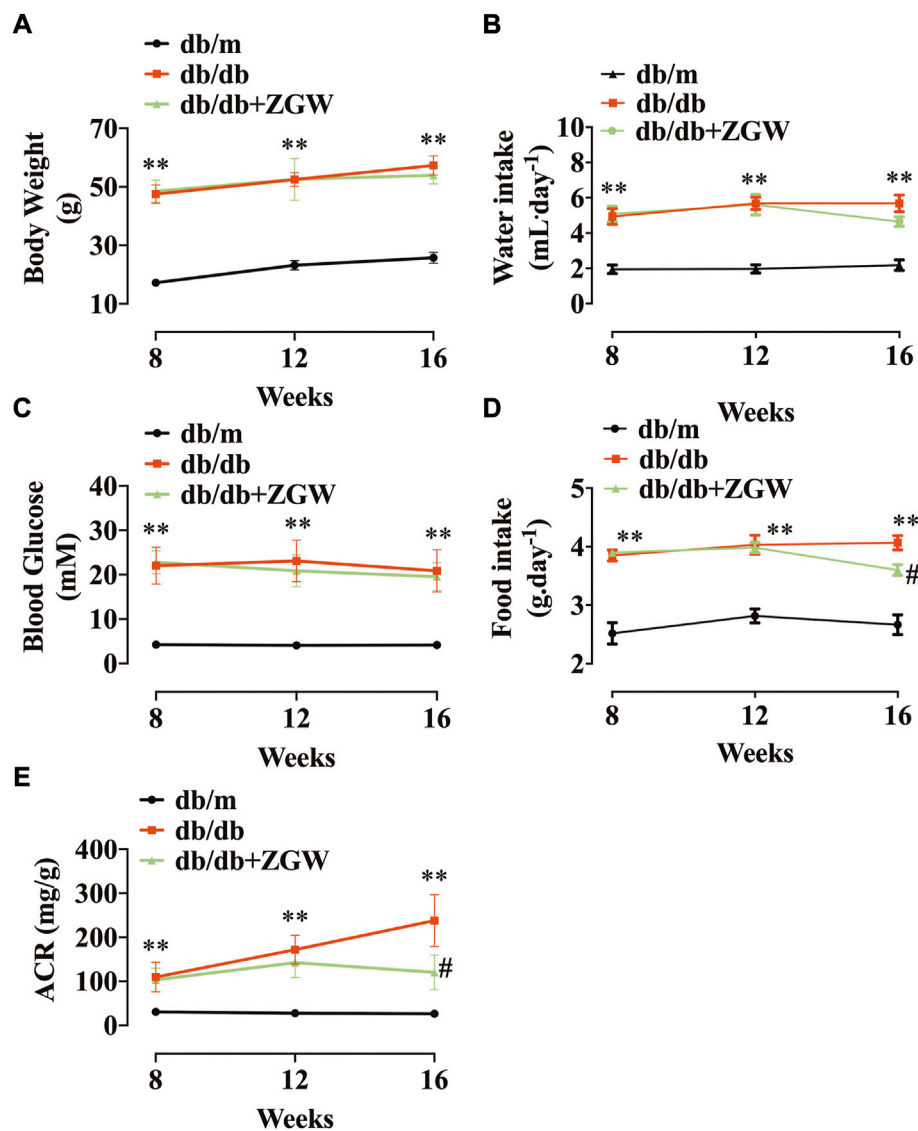 A
db/m
db/db
db/db+ZGW
Body Weight
(g)
70
50
30
10
** ** **
8 12 16
Weeks
B
db/m
db/db
db/db+ZGW
Water intake
(mL·day-1)
10
8
6
4
2
0
** ** **
8 12 16
Weeks
C
db/m
db/db
db/db+ZGW
Blood Glucose
(mM)
40
30
20
10
0
** ** **
8 12 16
Weeks
D
db/m
db/db
db/db+ZGW
Food intake
(g.day-1)
5
4
3
2
** ** **
#
8 12 16
Weeks
E
db/m
db/db
db/db+ZGW
ACR (mg/g)
400
300
200
100
0
** ** **
#
8 12 16
Weeks